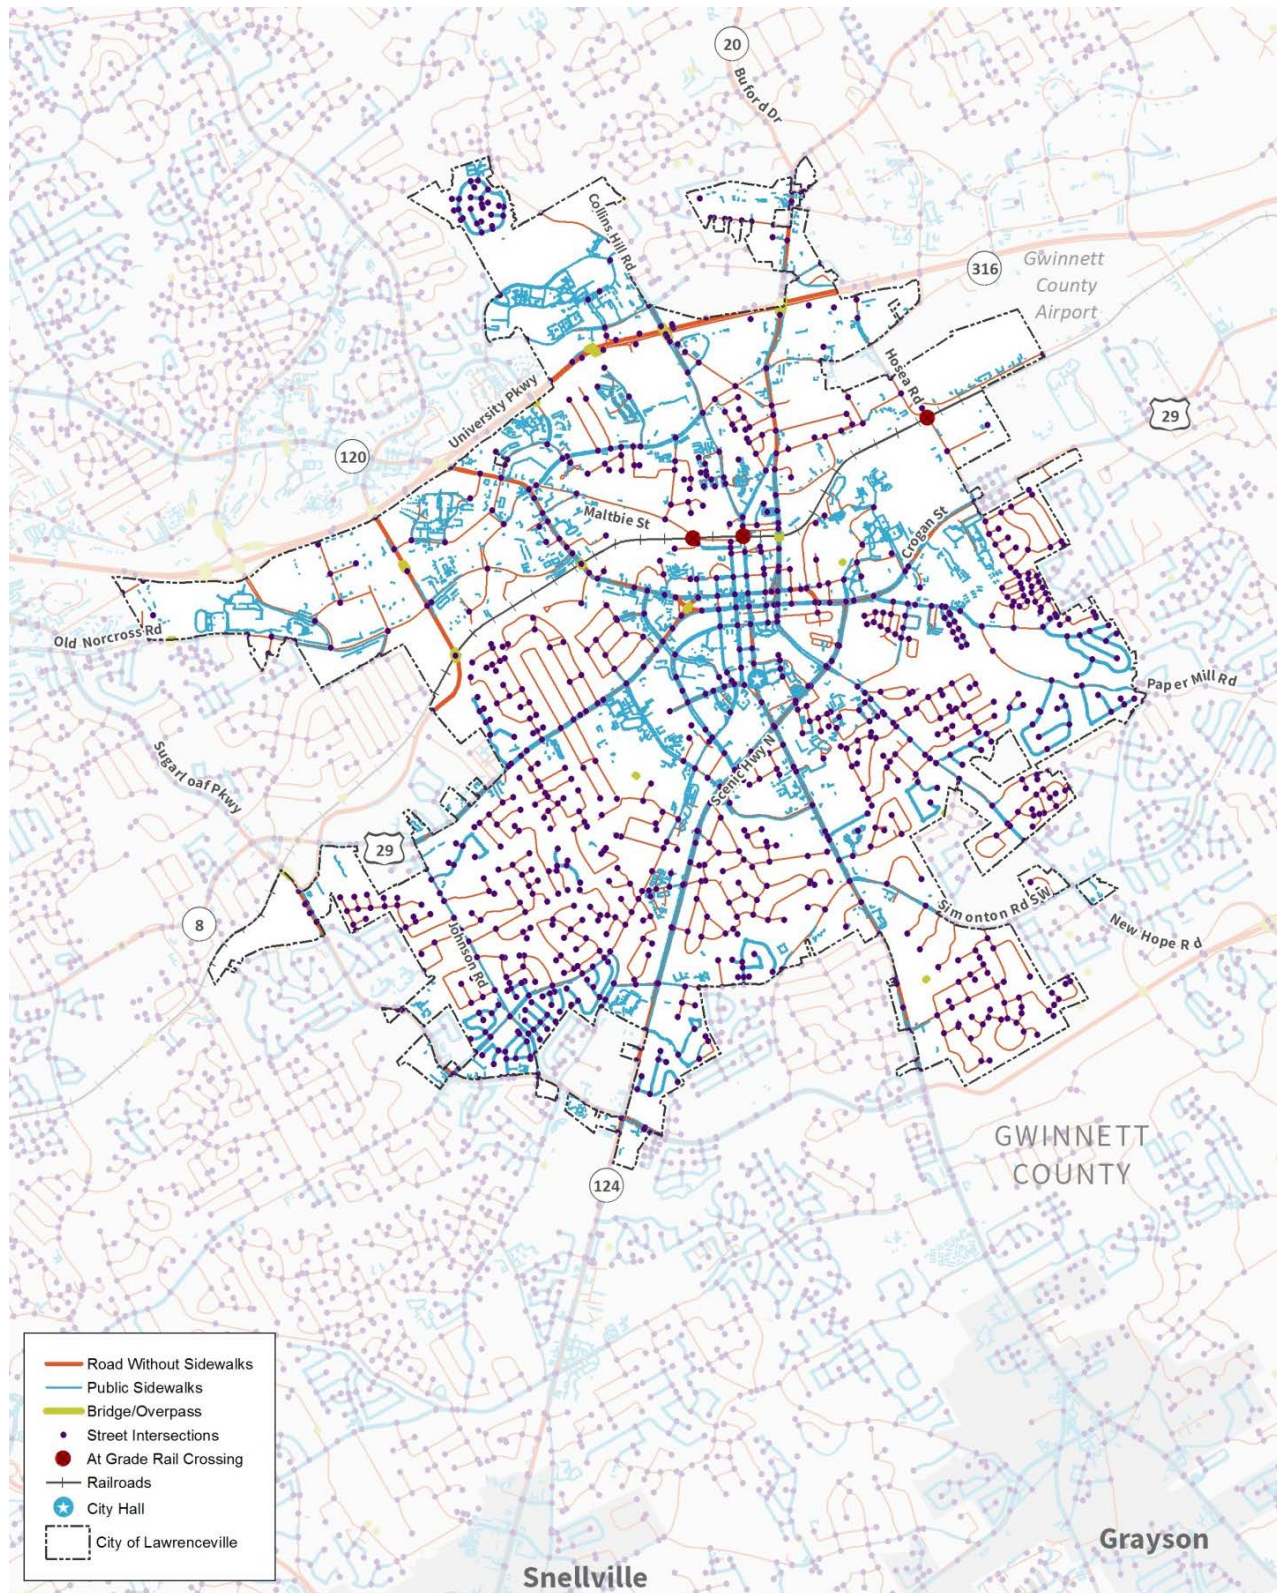 20
Buford Dr
Collins Hill Rd
316
Gwinnett
County
Airport
Hosea Rd
29
University Pkwy
120
Maltbie St
Crogan St
Old Norcross Rd
Paper Mill Rd
Sugarloaf Pkwy
Scenic Hwy N
29
8
Johnson Rd
Simonton Rd SW
New Hope Rd
GWINNETT
COUNTY
124
Road Without Sidewalks
Public Sidewalks
Bridge/Overpass
Street Intersections
At Grade Rail Crossing
Railroads
City Hall
City of Lawrenceville
Grayson
Snellville